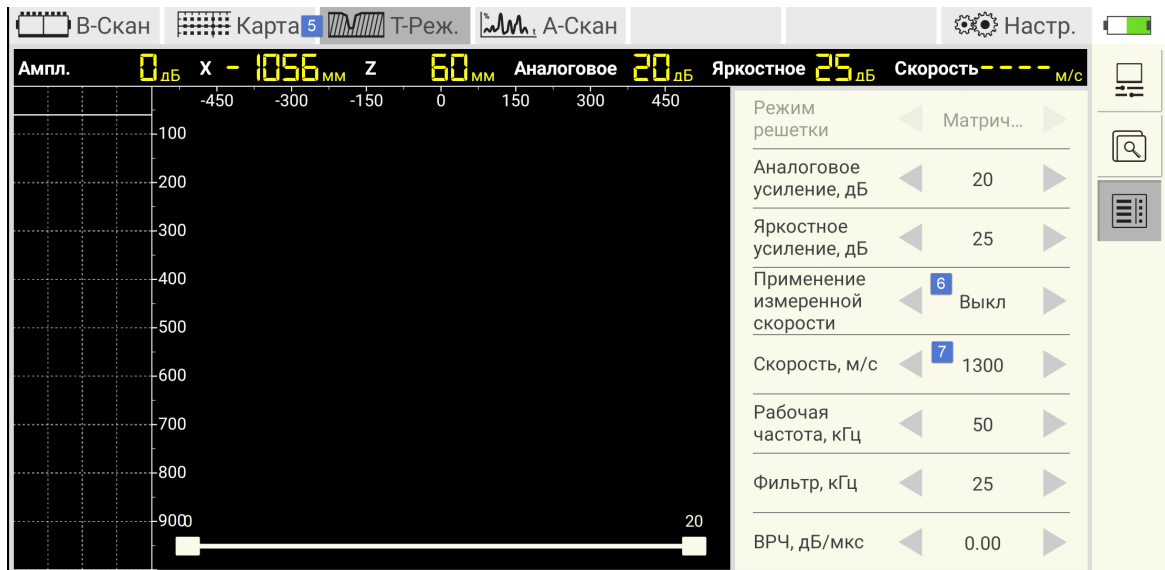 В-Скан Карта 5 Т-Реж. А-Скан Настр.
Ампл. 0 дБ X -1056 мм Z 60 мм Аналоговое 20 дБ Яркостное 25 дБ Скорость ---- м/с
-450 -300 -150 0 150 300 450
100
200
300
400
500
600
700
800
900
0 20
Режим
решетки
Матрич...
Аналоговое
усиление, дБ
20
Яркостное
усиление, дБ
25
Применение
измеренной
скорости
6
Выкл
Скорость, м/с
7
1300
Рабочая
частота, кГц
50
Фильтр, кГц
25
ВРЧ, дБ/мкс
0.00